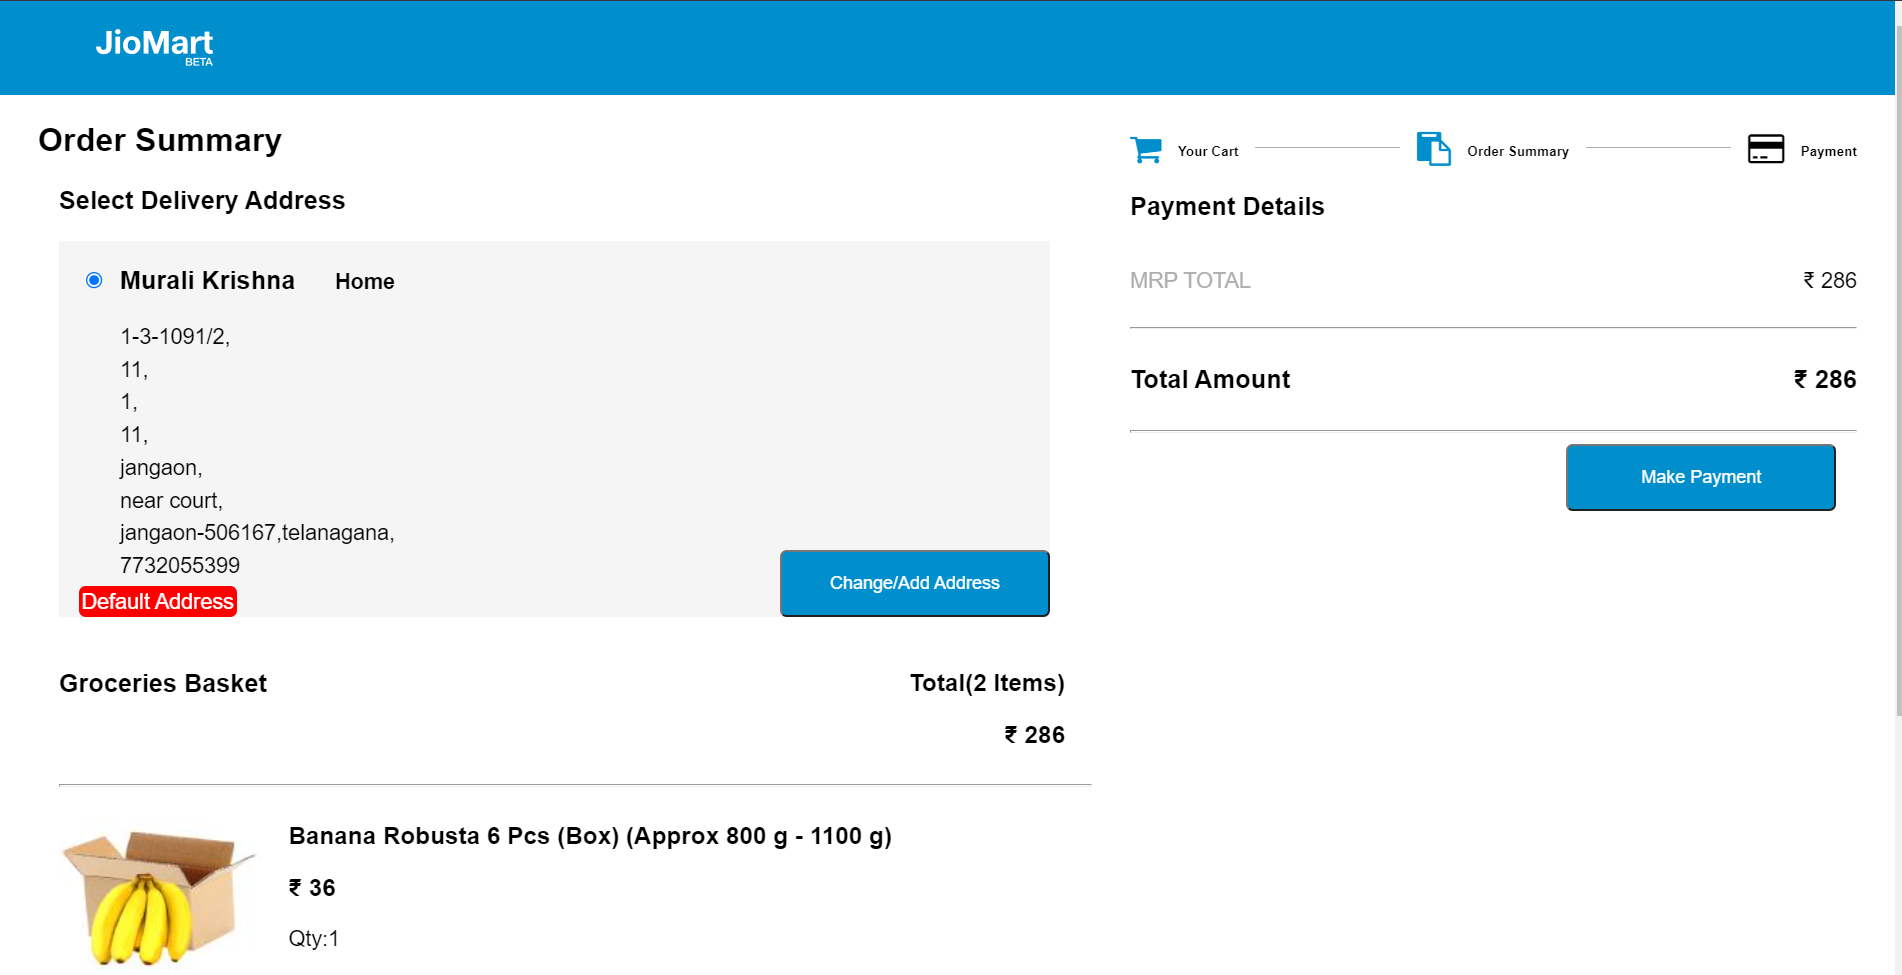 JioMart
BETA
Order Summary
Your Cart
Order Summary
Payment
Select Delivery Address
Murali Krishna Home
1-3-1091/2,
11,
1,
11,
jangaon,
near court,
jangaon-506167,telanagana,
7732055399
Default Address
Change/Add Address
Payment Details
MRP TOTAL ₹ 286
Total Amount ₹ 286
Make Payment
Groceries Basket Total(2 Items)
₹ 286
Banana Robusta 6 Pcs (Box) (Approx 800 g - 1100 g)
₹ 36
Qty:1